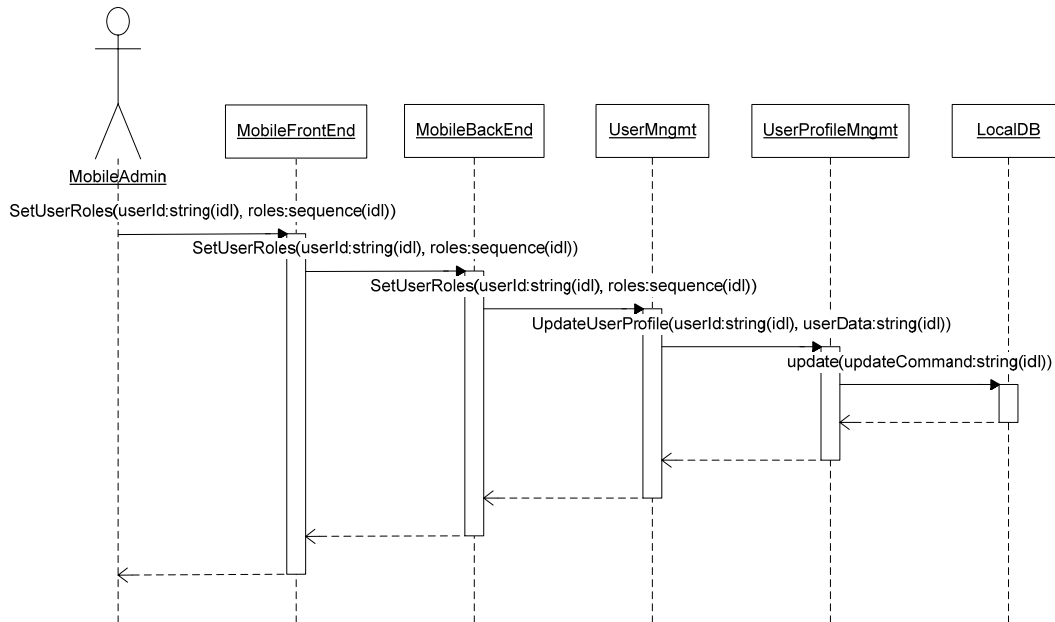 MobileFrontEnd
MobileBackEnd
UserMngmt
UserProfileMngmt
LocalDB
MobileAdmin
SetUserRoles(userId:string(idl), roles:sequence(idl))
SetUserRoles(userId:string(idl), roles:sequence(idl))
SetUserRoles(userId:string(idl), roles:sequence(idl))
UpdateUserProfile(userId:string(idl), userData:string(idl))
update(updateCommand:string(idl))